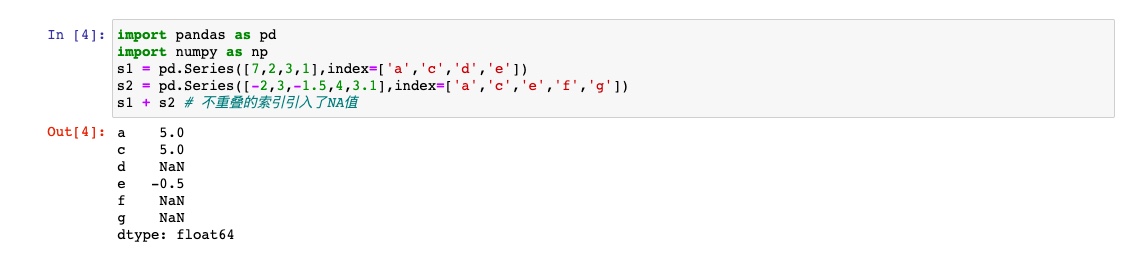 In [4]: import pandas as pd
import numpy as np
s1 = pd.Series([7,2,3,1],index=['a','c','d','e'])
s2 = pd.Series([-2,3,-1.5,4,3.1],index=['a','c','e','f','g'])
s1 + s2 # 不重叠的索引引入了NA值
Out[4]: a    5.0
c    5.0
d    NaN
e   -0.5
f    NaN
g    NaN
dtype: float64